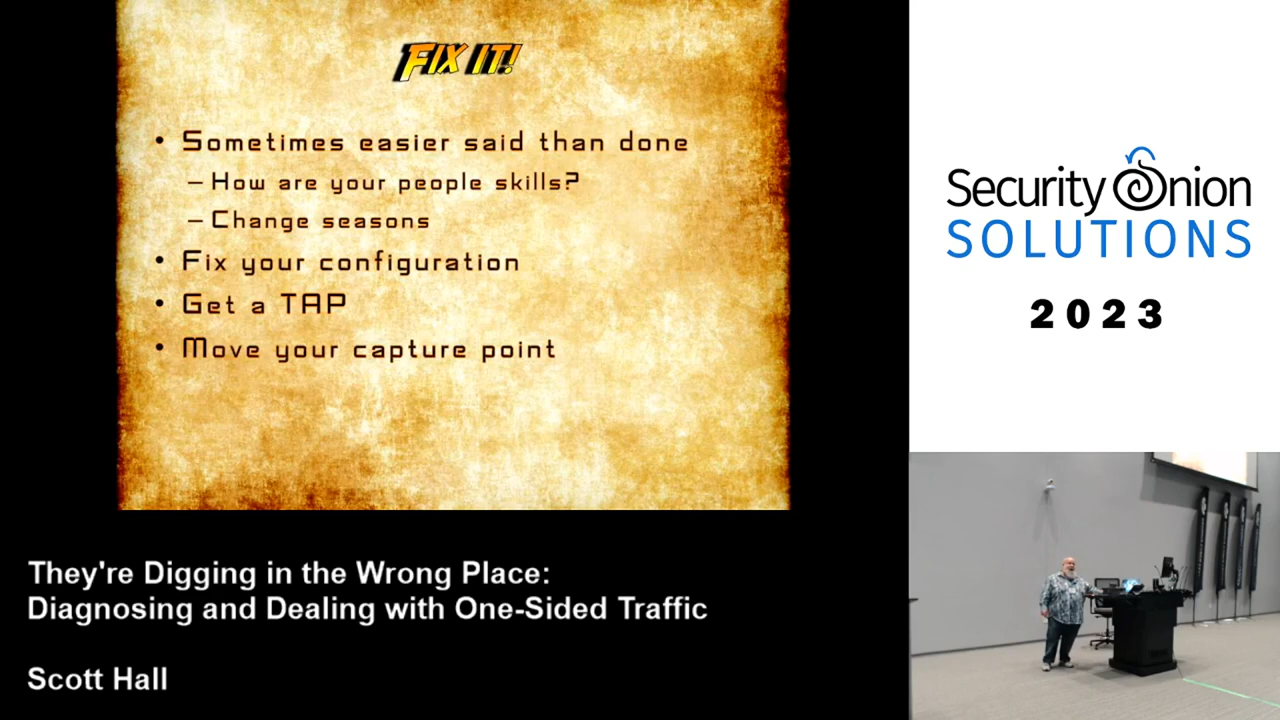 FIX IT!
• Sometimes easier said than done
– How are your people skills?
– Change seasons
• Fix your configuration
• Get a TAP
• Move your capture point
Security Onion
SOLUTIONS
2023
They're Digging in the Wrong Place:
Diagnosing and Dealing with One-Sided Traffic
Scott Hall